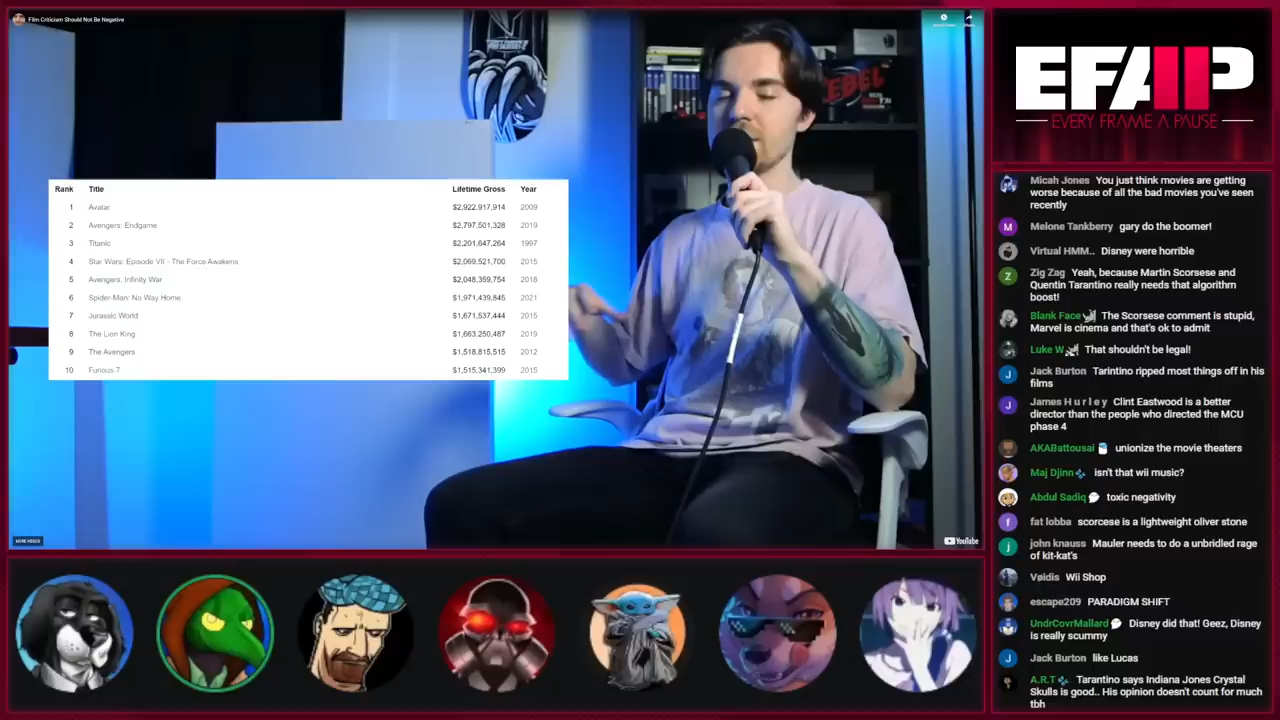 Film Criticism Should Not Be Negative
REBEL
Rank Title Lifetime Gross Year
1 Avatar $2,922,917,914 2009
2 Avengers: Endgame $2,797,501,328 2019
3 Titanic $2,201,647,264 1997
4 Star Wars: Episode VII - The Force Awakens $2,069,521,700 2015
5 Avengers: Infinity War $2,048,359,754 2018
6 Spider-Man: No Way Home $1,971,439,845 2021
7 Jurassic World $1,671,537,444 2015
8 The Lion King $1,663,250,487 2019
9 The Avengers $1,518,815,515 2012
10 Furious 7 $1,515,341,399 2015
MORE VIDEOS
YouTube
EFAP
EVERY FRAME A PAUSE
Micah Jones You just think movies are getting
worse because of all the bad movies you've seen
recently
M
Melone Tankberry gary do the boomer!
Virtual HMM.. Disney were horrible
Z
Zig Zag Yeah, because Martin Scorsese and
Quentin Tarantino really needs that algorithm
boost!
Blank Face The Scorsese comment is stupid,
Marvel is cinema and that's ok to admit
Luke W That shouldn't be legal!
J
Jack Burton Tarintino ripped most things off in his
films
J
James H u r l e y Clint Eastwood is a better
director than the people who directed the MCU
phase 4
AKABattousai unionize the movie theaters
Maj Djinn isn't that wii music?
Abdul Sadiq toxic negativity
f
fat lobba scorcese is a lightweight oliver stone
j
john knauss Mauler needs to do a unbridled rage
of kit-kat's
Vøidis Wii Shop
escape209 PARADIGM SHIFT
UndrCovrMallard Disney did that! Geez, Disney
is really scummy
J
Jack Burton like Lucas
A.R.T Tarantino says Indiana Jones Crystal
Skulls is good.. His opinion doesn't count for much
tbh